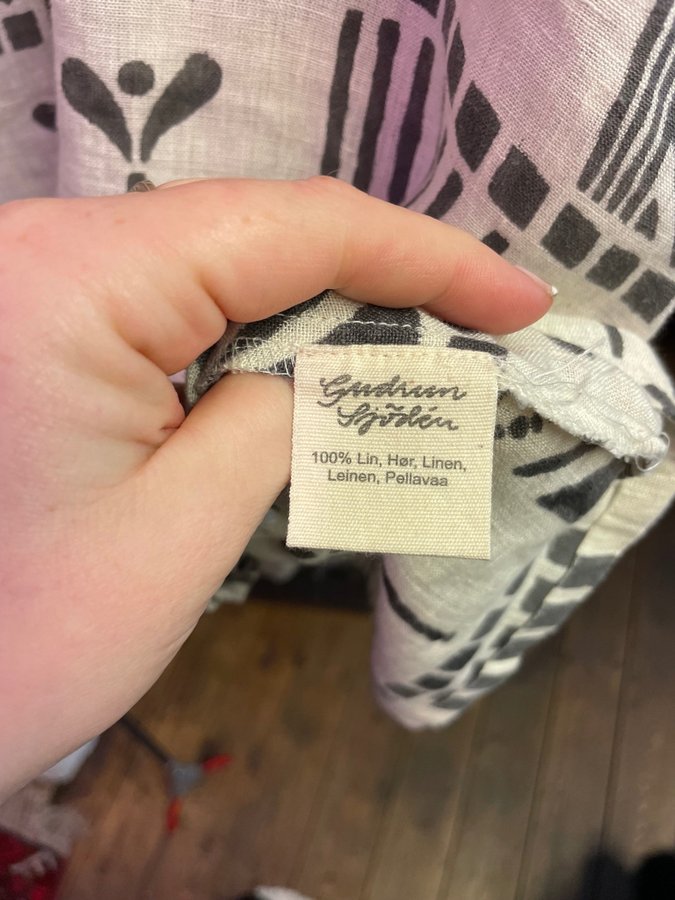 Gudrun
Sjödén
100% Lin, Hør, Linen,
Leinen, Pellavaa